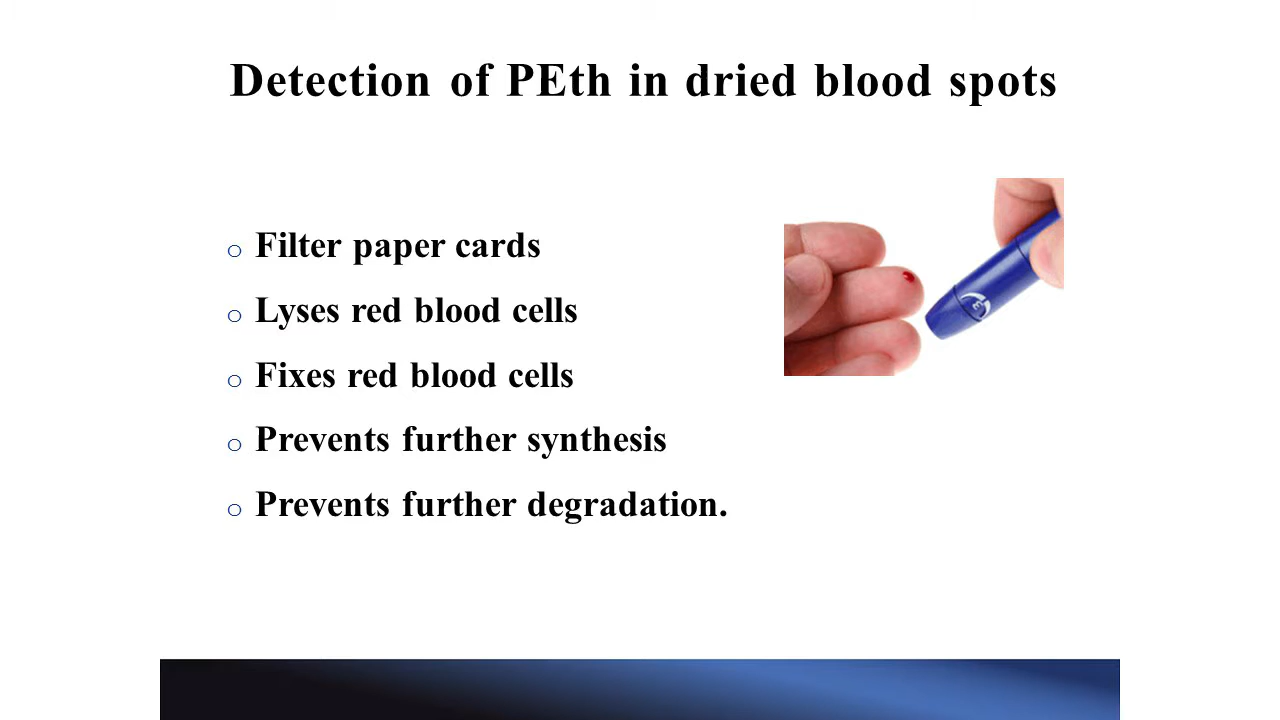 Detection of PEth in dried blood spots
Filter paper cards
Lyses red blood cells
Fixes red blood cells
Prevents further synthesis
Prevents further degradation.